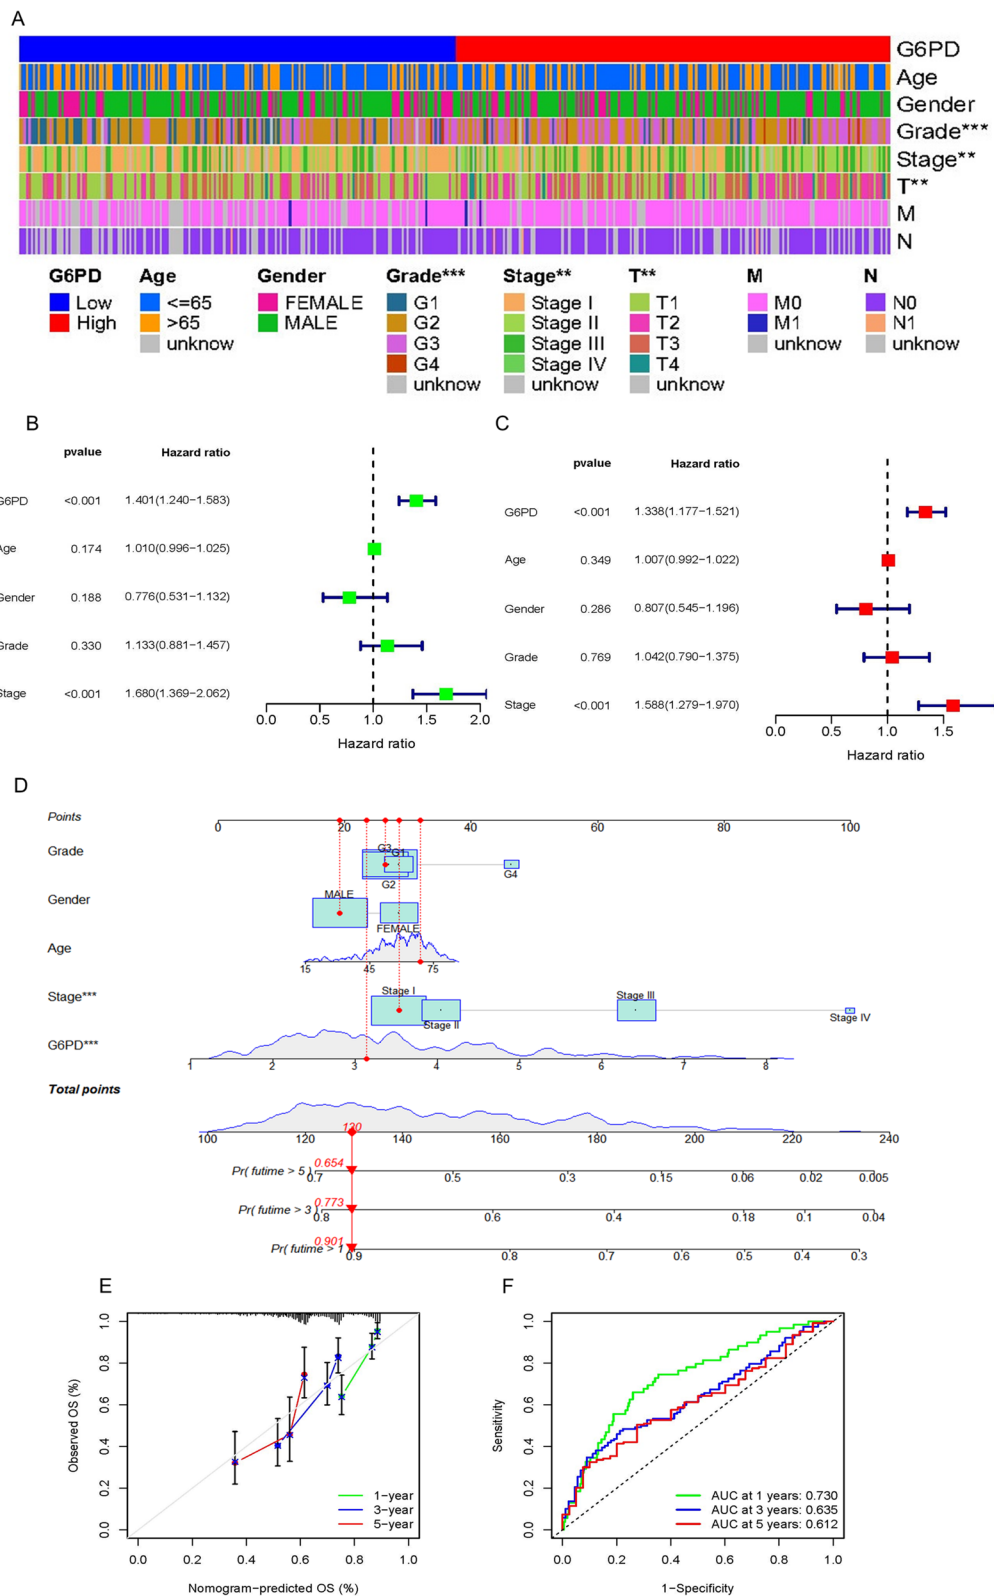 A
G6PD
Age
Gender
Grade***
Stage**
T**
M
N
G6PD Age Gender Grade*** Stage** T** M N
Low <=65 FEMALE G1 Stage I T1 M0 N0
High >65 MALE G2 Stage II T2 M1 N1
unknow G3 Stage III T3 unknow unknow
G4 Stage IV T4
unknow unknow unknow
B
pvalue Hazard ratio
G6PD <0.001 1.401(1.240−1.583)
Age 0.174 1.010(0.996−1.025)
Gender 0.188 0.776(0.531−1.132)
Grade 0.330 1.133(0.881−1.457)
Stage <0.001 1.680(1.369−2.062)
0.0 0.5 1.0 1.5 2.0
Hazard ratio
C
pvalue Hazard ratio
G6PD <0.001 1.338(1.177−1.521)
Age 0.349 1.007(0.992−1.022)
Gender 0.286 0.807(0.545−1.196)
Grade 0.769 1.042(0.790−1.375)
Stage <0.001 1.588(1.279−1.970)
0.0 0.5 1.0 1.5
Hazard ratio
D
Points
0 20 40 60 80 100
Grade
G3
G1
G2
G4
Gender
MALE
FEMALE
Age
15 45 75
Stage***
Stage I
Stage II
Stage III
Stage IV
G6PD***
1 2 3 4 5 6 7 8
Total points
100 120 140 160 180 200 220 240
Pr( futime > 5 )
0.654
0.7 0.5 0.3 0.15 0.06 0.02 0.005
Pr( futime > 3 )
0.773
0.8 0.6 0.4 0.18 0.1 0.04
Pr( futime > 1
0.901
0.9 0.8 0.7 0.6 0.5 0.4 0.3
E
Observed OS (%)
1.0
0.8
0.6
0.4
0.2
0.0
1−year
3−year
5−year
0.0 0.2 0.4 0.6 0.8 1.0
Nomogram−predicted OS (%)
F
Sensitivity
1.0
0.8
0.6
0.4
0.2
0.0
AUC at 1 years: 0.730
AUC at 3 years: 0.635
AUC at 5 years: 0.612
0.0 0.2 0.4 0.6 0.8 1.0
1−Specificity